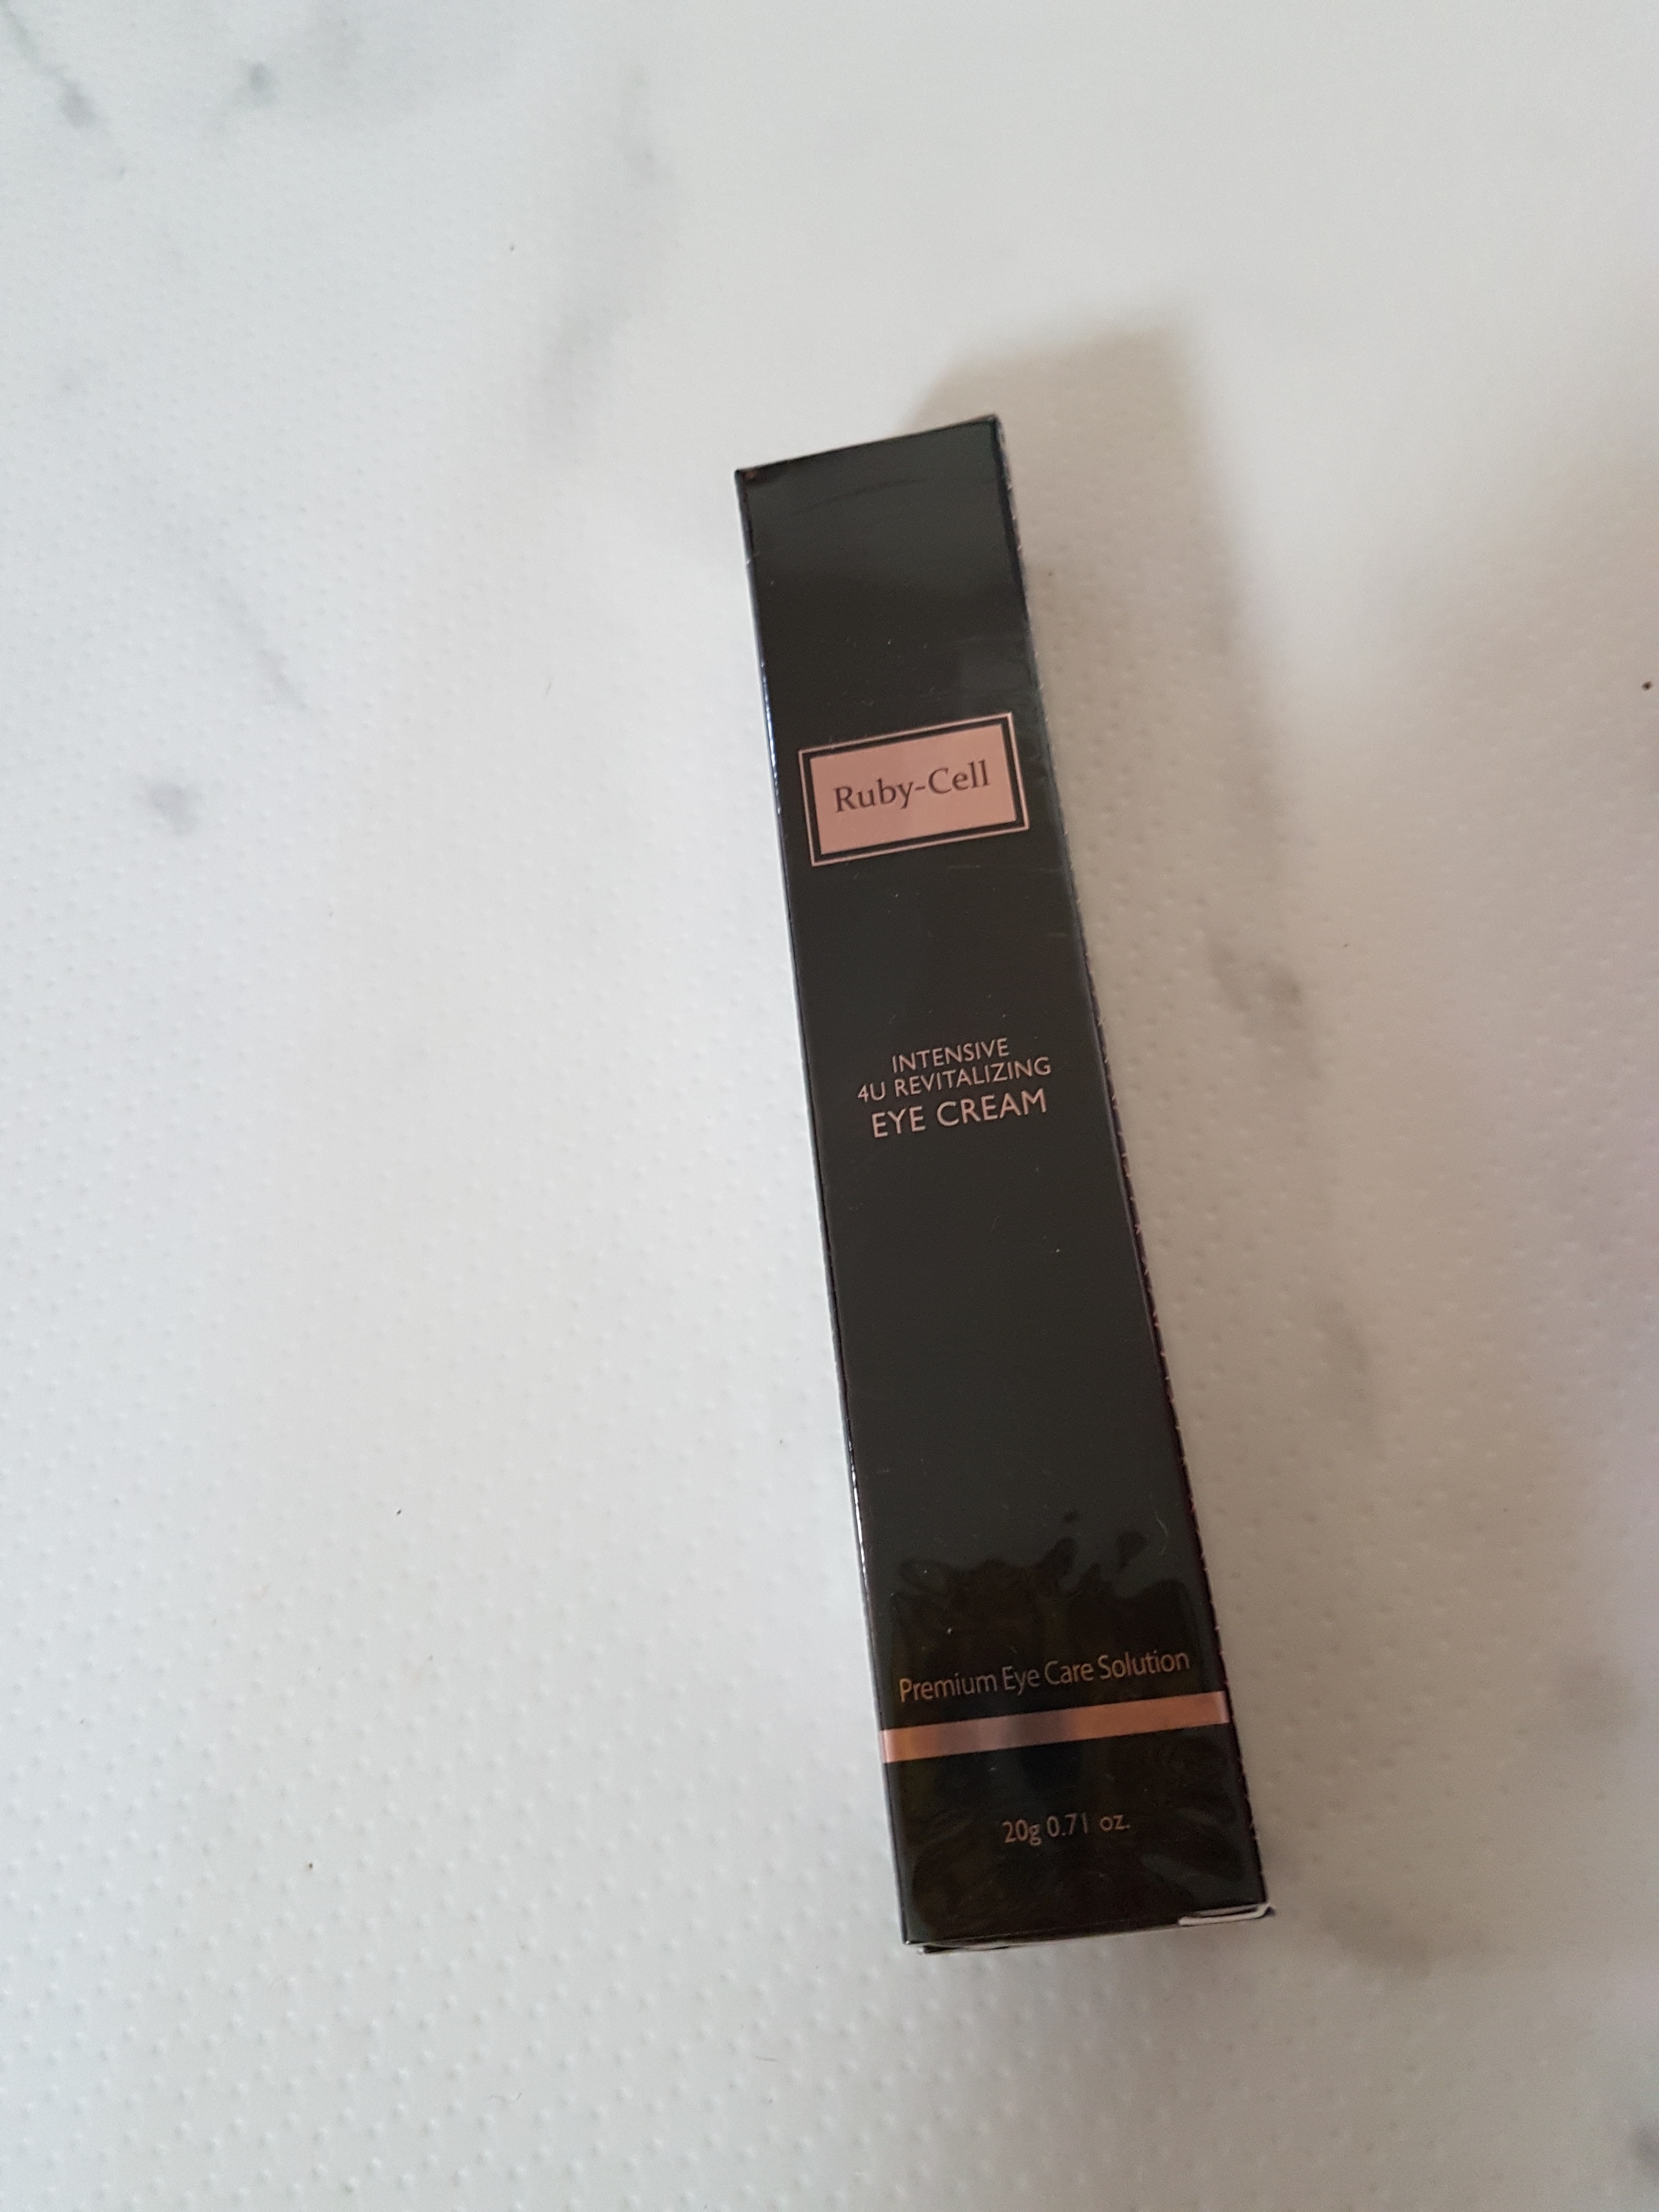 Ruby-Cell
INTENSIVE
4U REVITALIZING
EYE CREAM
Premium Eye Care Solution
20g 0.71 oz.